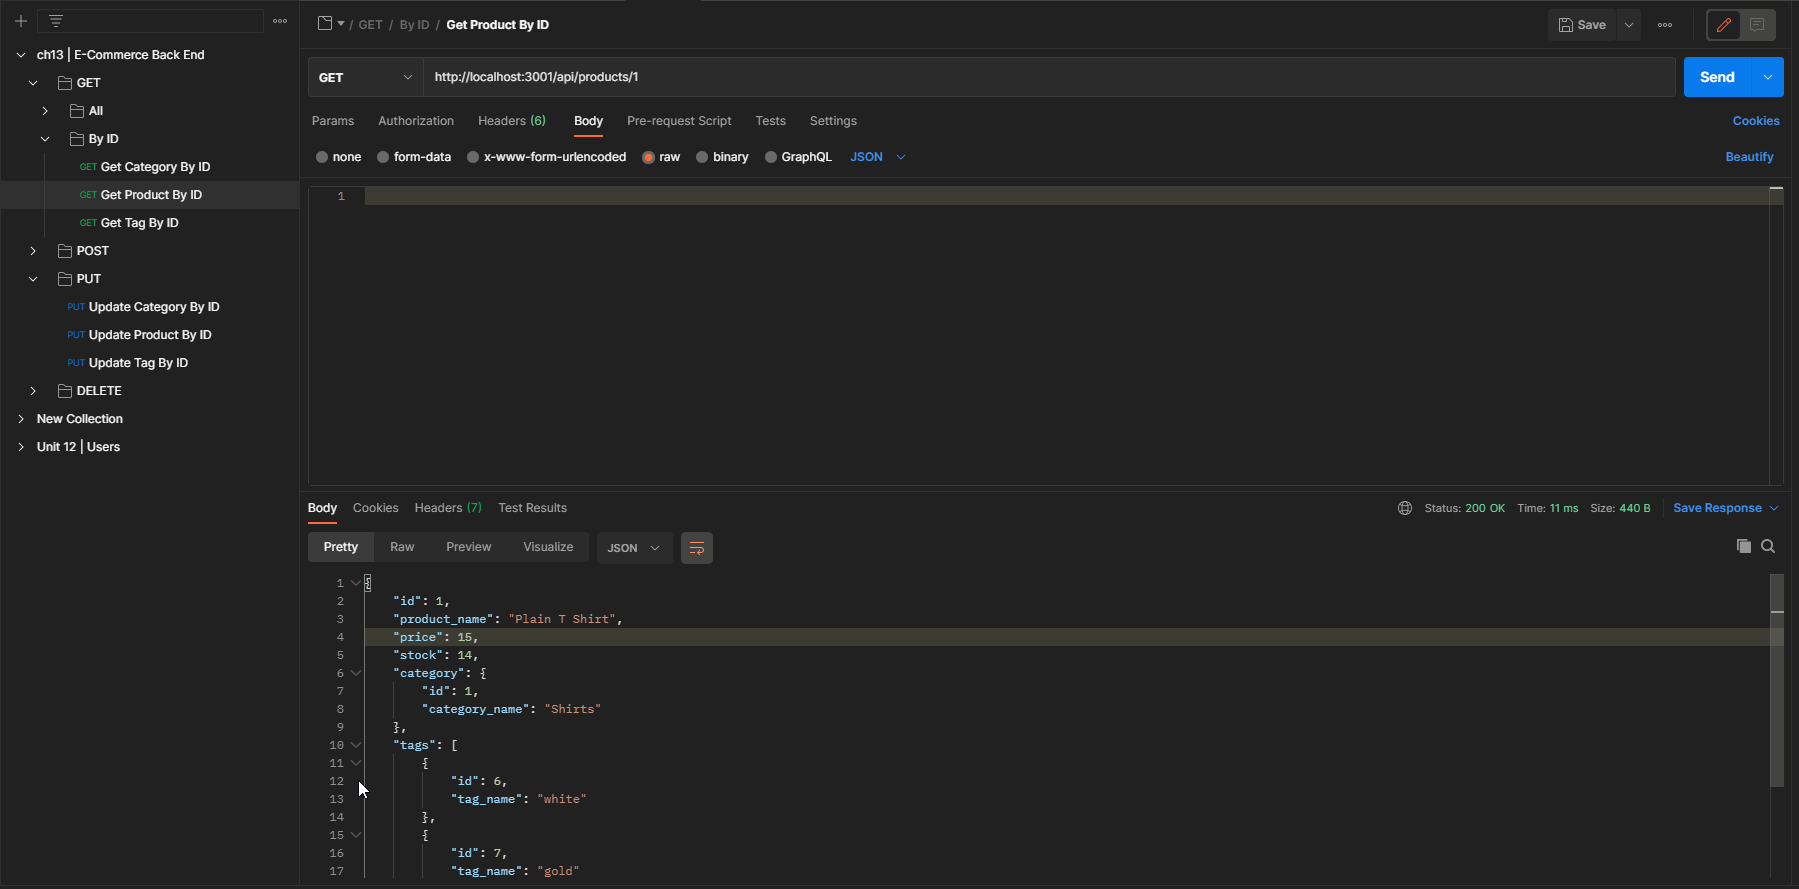 / GET / By ID / Get Product By ID
Save
ch13 | E-Commerce Back End
GET
All
By ID
GET Get Category By ID
GET Get Product By ID
GET Get Tag By ID
POST
PUT
PUT Update Category By ID
PUT Update Product By ID
PUT Update Tag By ID
DELETE
New Collection
Unit 12 | Users
GET
http://localhost:3001/api/products/1
Send
Params Authorization Headers (6) Body Pre-request Script Tests Settings Cookies
none form-data x-www-form-urlencoded raw binary GraphQL JSON Beautify
1
Body Cookies Headers (7) Test Results Status: 200 OK Time: 11 ms Size: 440 B Save Response
Pretty Raw Preview Visualize JSON
1 {
2 "id": 1,
3 "product_name": "Plain T Shirt",
4 "price": 15,
5 "stock": 14,
6 "category": {
7 "id": 1,
8 "category_name": "Shirts"
9 },
10 "tags": [
11 {
12 "id": 6,
13 "tag_name": "white"
14 },
15 {
16 "id": 7,
17 "tag_name": "gold"